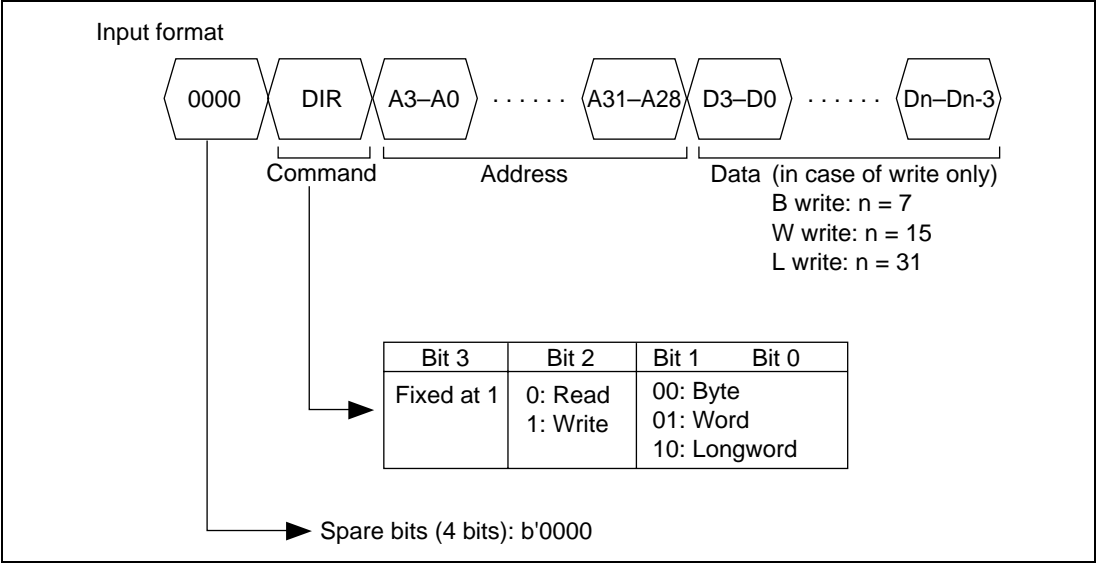 Input format
0000 DIR A3–A0 ······ A31–A28 D3–D0 ······ Dn–Dn-3
Command Address Data (in case of write only)
B write: n = 7
W write: n = 15
L write: n = 31
Bit 3 Bit 2 Bit 1 Bit 0
Fixed at 1 0: Read 00: Byte
1: Write 01: Word
10: Longword
Spare bits (4 bits): b'0000